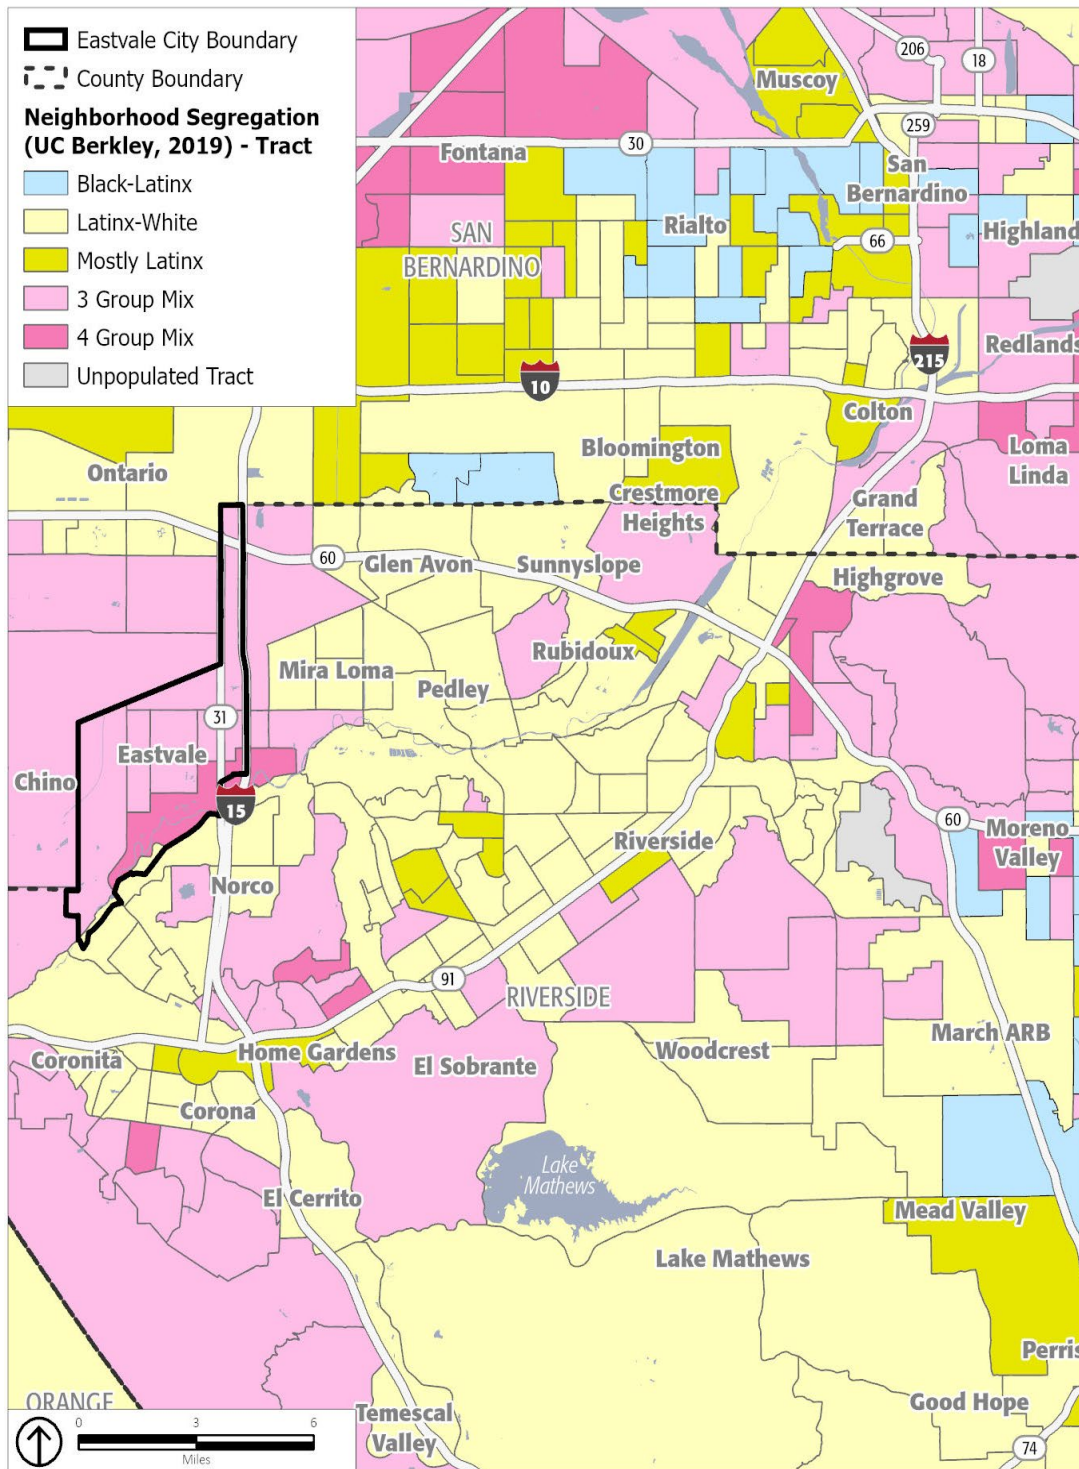 Eastvale City Boundary
County Boundary
Neighborhood Segregation
(UC Berkley, 2019) - Tract
Black-Latinx
Latinx-White
Mostly Latinx
3 Group Mix
4 Group Mix
Unpopulated Tract
206
18
Muscoy
259
30
Fontana
San
Bernardino
Rialto
SAN
BERNARDINO
66
Highland
Redlands
215
10
Colton
Ontario
Bloomington
Loma
Linda
Crestmore
Heights
Grand
Terrace
60
Glen Avon
Sunnyslope
Highgrove
Rubidoux
Mira Loma
Pedley
31
Eastvale
Chino
15
60
Moreno
Valley
Riverside
Norco
91
RIVERSIDE
March ARB
Coronita
Home Gardens
El Sobrante
Woodcrest
Corona
Lake
Mathews
El Cerrito
Mead Valley
Lake Mathews
Perris
ORANGE
Good Hope
Temescal
Valley
74
0 3 6
Miles